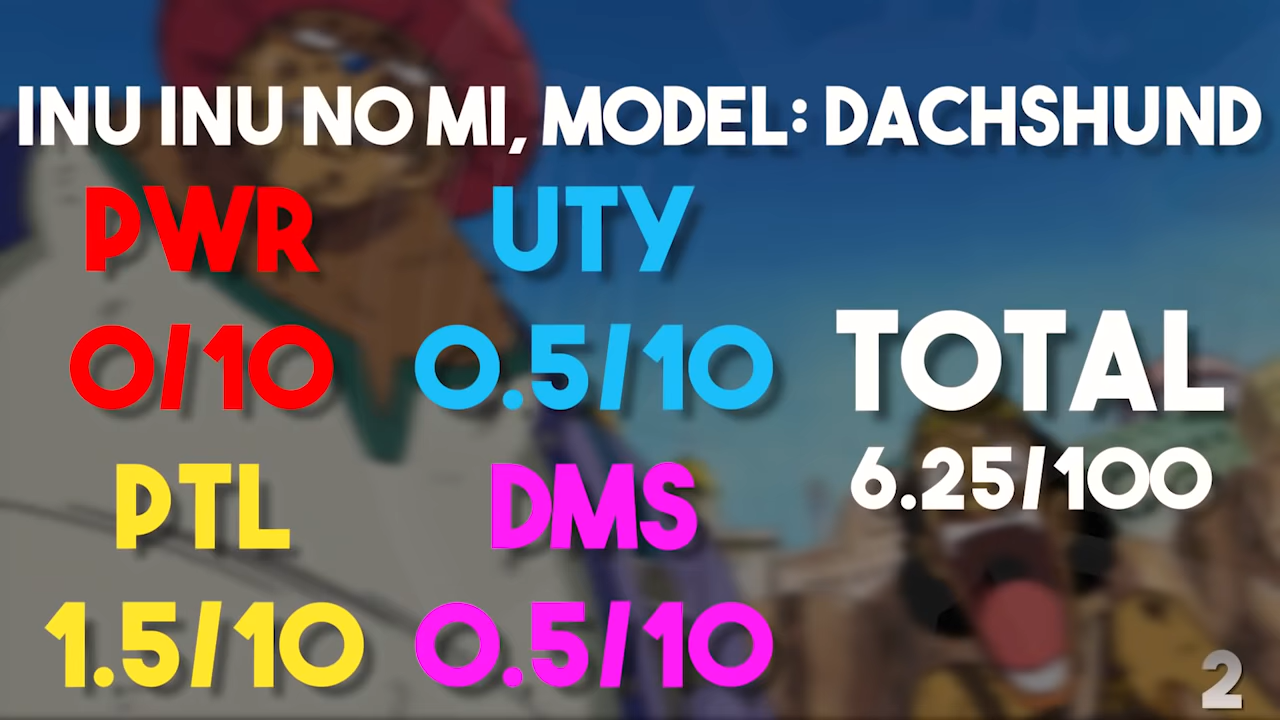 INU INU NO MI, MODEL: DACHSHUND
PWR
0/10
UTY
0.5/10
PTL
1.5/10
DMS
0.5/10
TOTAL
6.25/100
2